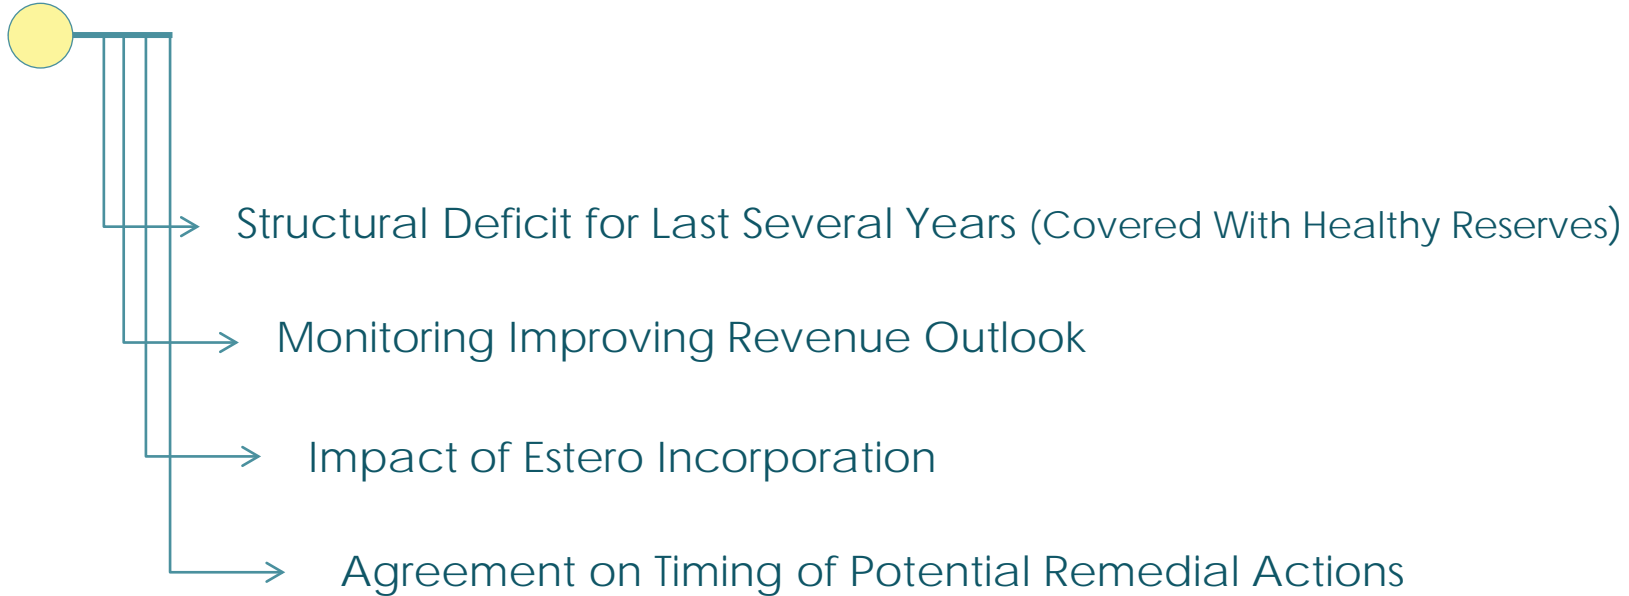 Structural Deficit for Last Several Years (Covered With Healthy Reserves)
Monitoring Improving Revenue Outlook
Impact of Estero Incorporation
Agreement on Timing of Potential Remedial Actions